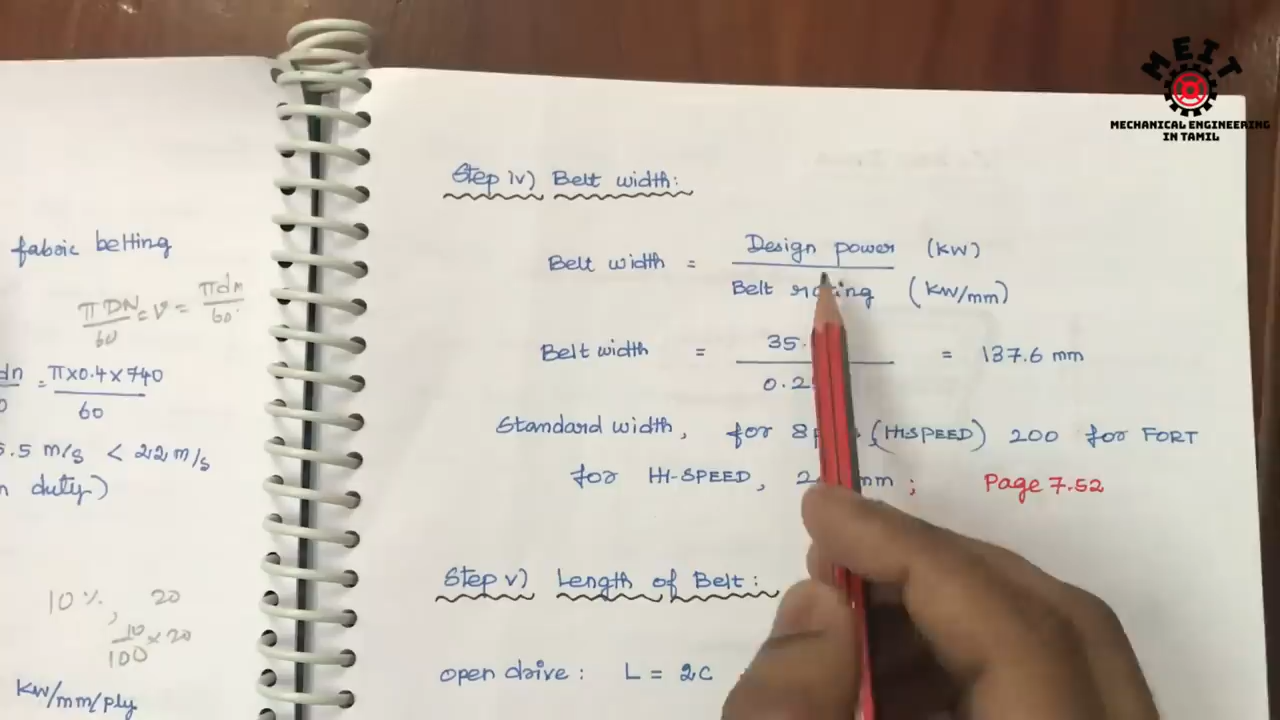 MEIT
MECHANICAL ENGINEERING
IN TAMIL
fabric belting
πDN/60 = V = πdn/60
dn = π×0.4×740
60
5.5 m/s < 22 m/s
n duty)
10 %, 20
10/100 × 20
KW/mm/ply
Step iv) Belt width:
Belt width = Design power (KW)
Belt rating (KW/mm)
Belt width = 35. = 137.6 mm
0.2
Standard width, for 8 (HI-SPEED) 200 for FORT
for HI-SPEED, mm ; Page 7.52
Step v) Length of Belt:
open drive : L = 2C